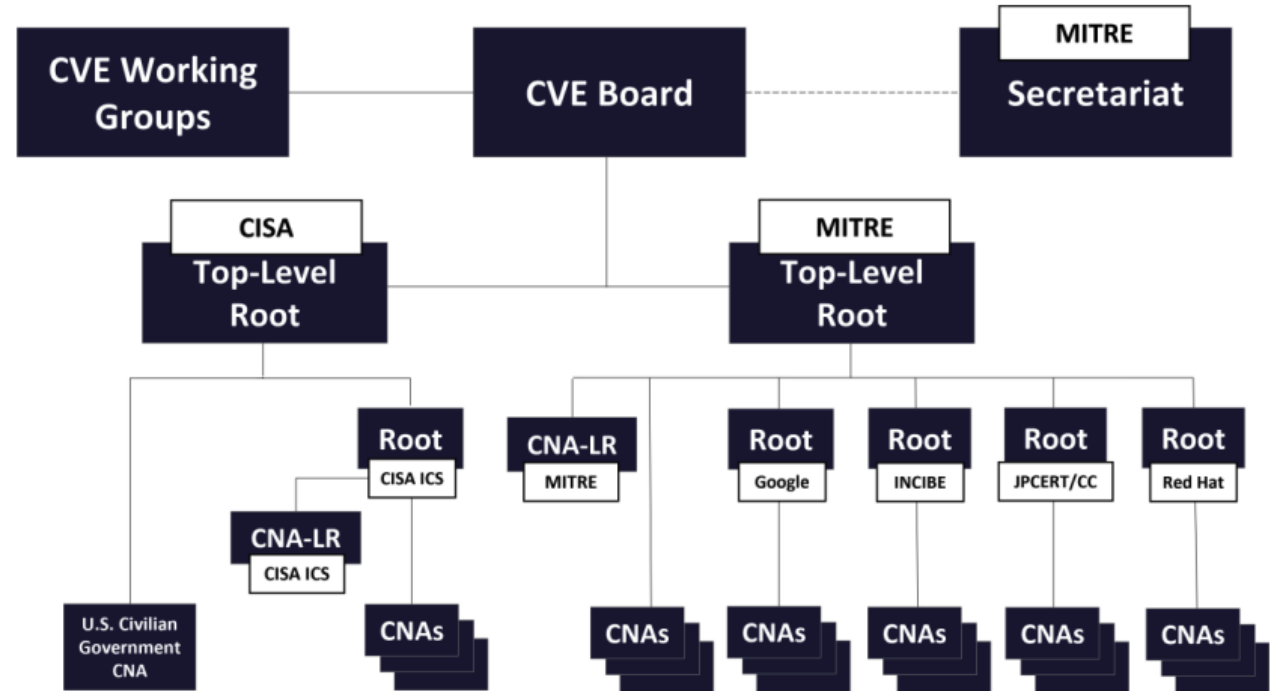 CVE Working
Groups
CVE Board
MITRE
Secretariat
CISA
Top-Level
Root
MITRE
Top-Level
Root
Root
CISA ICS
CNA-LR
CISA ICS
CNA-LR
MITRE
Root
Google
Root
INCIBE
Root
JPCERT/CC
Root
Red Hat
U.S. Civilian
Government
CNA
CNAs
CNAs
CNAs
CNAs
CNAs
CNAs